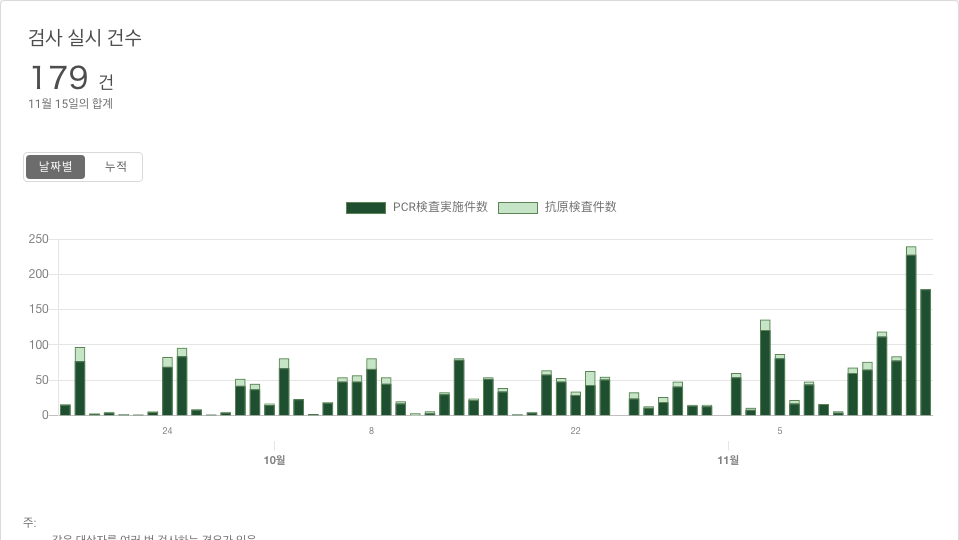 검사 실시 건수
179 건
11월 15일의 합계
날짜별 누적
PCR検査実施件数 抗原検査件数
250
200
150
100
50
0
24 8 22 5
10월 11월
주:
같은 대상자를 여러 번 검사하는 경우가 있음